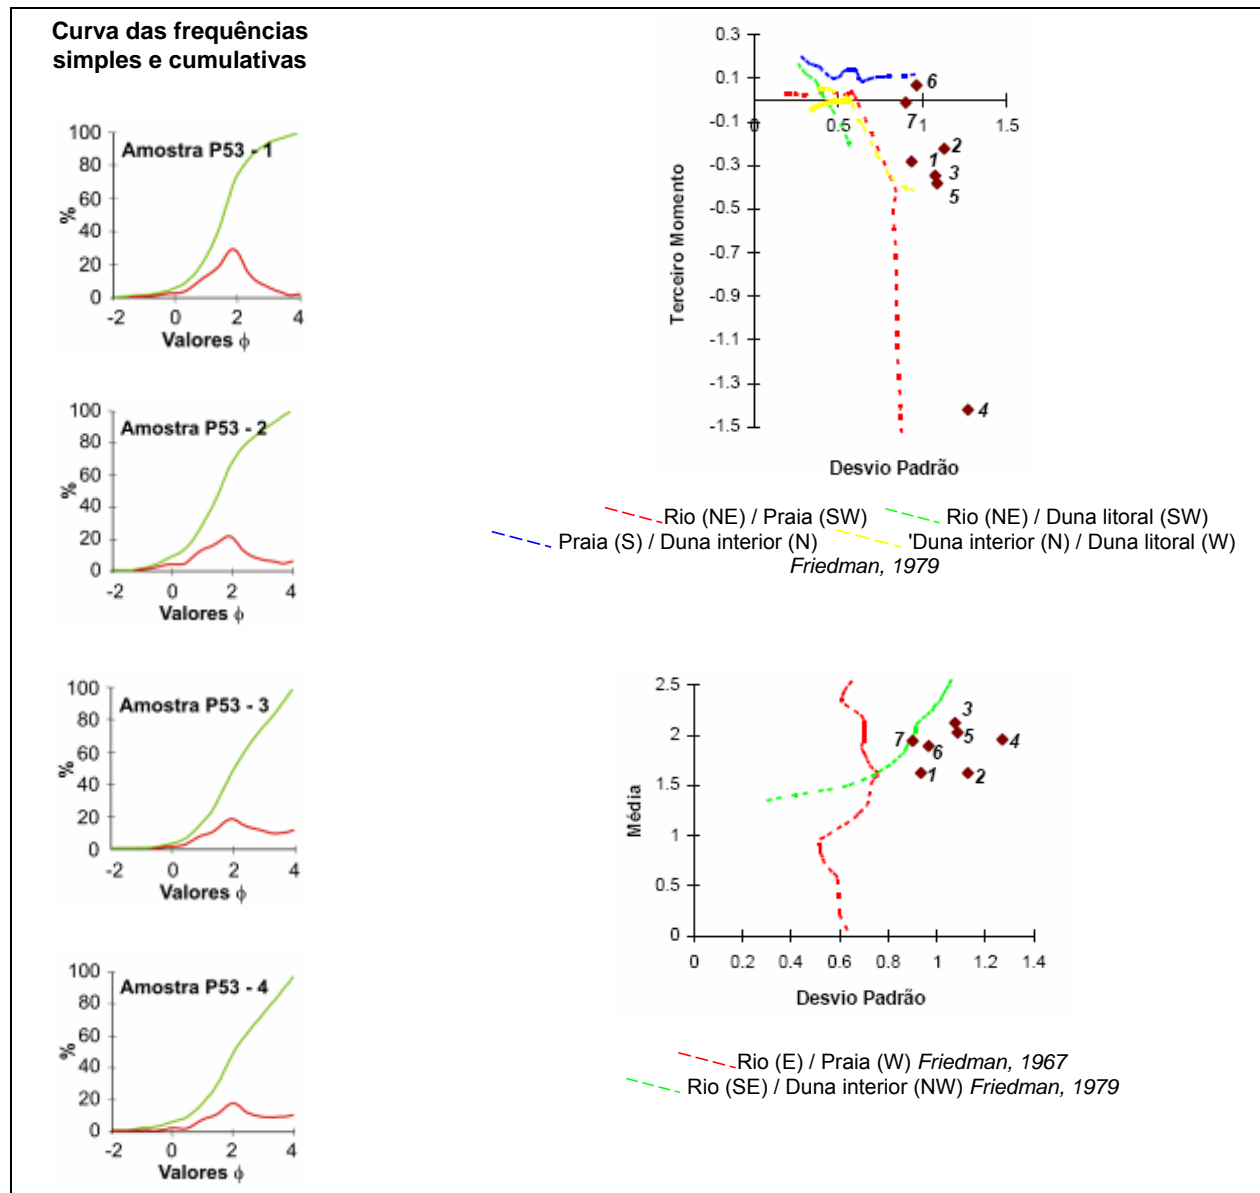 Curva das frequências
simples e cumulativas
Amostra P53 - 1
100
80
60
40
20
0
%
-2 0 2 4
Valores ϕ
Amostra P53 - 2
100
80
60
40
20
0
%
-2 0 2 4
Valores ϕ
Amostra P53 - 3
100
80
60
40
20
0
%
-2 0 2 4
Valores ϕ
Amostra P53 - 4
100
80
60
40
20
0
%
-2 0 2 4
Valores ϕ
0.3
0.1
-0.1
-0.3
-0.5
-0.7
-0.9
-1.1
-1.3
-1.5
Terceiro Momento
0 0.5 1 1.5
6
7
2
1
3
5
4
Desvio Padrão
Rio (NE) / Praia (SW) Rio (NE) / Duna litoral (SW)
Praia (S) / Duna interior (N) 'Duna interior (N) / Duna litoral (W)
Friedman, 1979
2.5
2
1.5
1
0.5
0
Média
3
7
5
4
6
1
2
0 0.2 0.4 0.6 0.8 1 1.2 1.4
Desvio Padrão
Rio (E) / Praia (W) Friedman, 1967
Rio (SE) / Duna interior (NW) Friedman, 1979